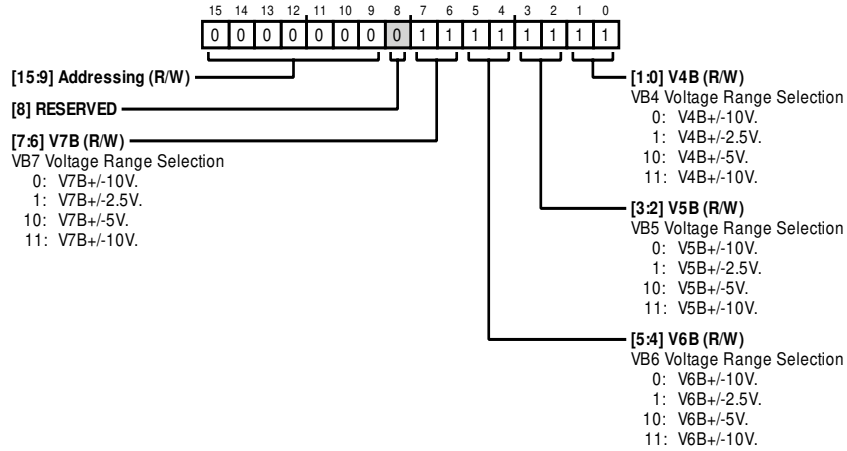 15 14 13 12 11 10 9 8 7 6 5 4 3 2 1 0
0 0 0 0 0 0 0 0 1 1 1 1 1 1 1 1
[15:9] Addressing (R/W)
[8] RESERVED
[7:6] V7B (R/W)
VB7 Voltage Range Selection
0: V7B+/-10V.
1: V7B+/-2.5V.
10: V7B+/-5V.
11: V7B+/-10V.
[1:0] V4B (R/W)
VB4 Voltage Range Selection
0: V4B+/-10V.
1: V4B+/-2.5V.
10: V4B+/-5V.
11: V4B+/-10V.
[3:2] V5B (R/W)
VB5 Voltage Range Selection
0: V5B+/-10V.
1: V5B+/-2.5V.
10: V5B+/-5V.
11: V5B+/-10V.
[5:4] V6B (R/W)
VB6 Voltage Range Selection
0: V6B+/-10V.
1: V6B+/-2.5V.
10: V6B+/-5V.
11: V6B+/-10V.